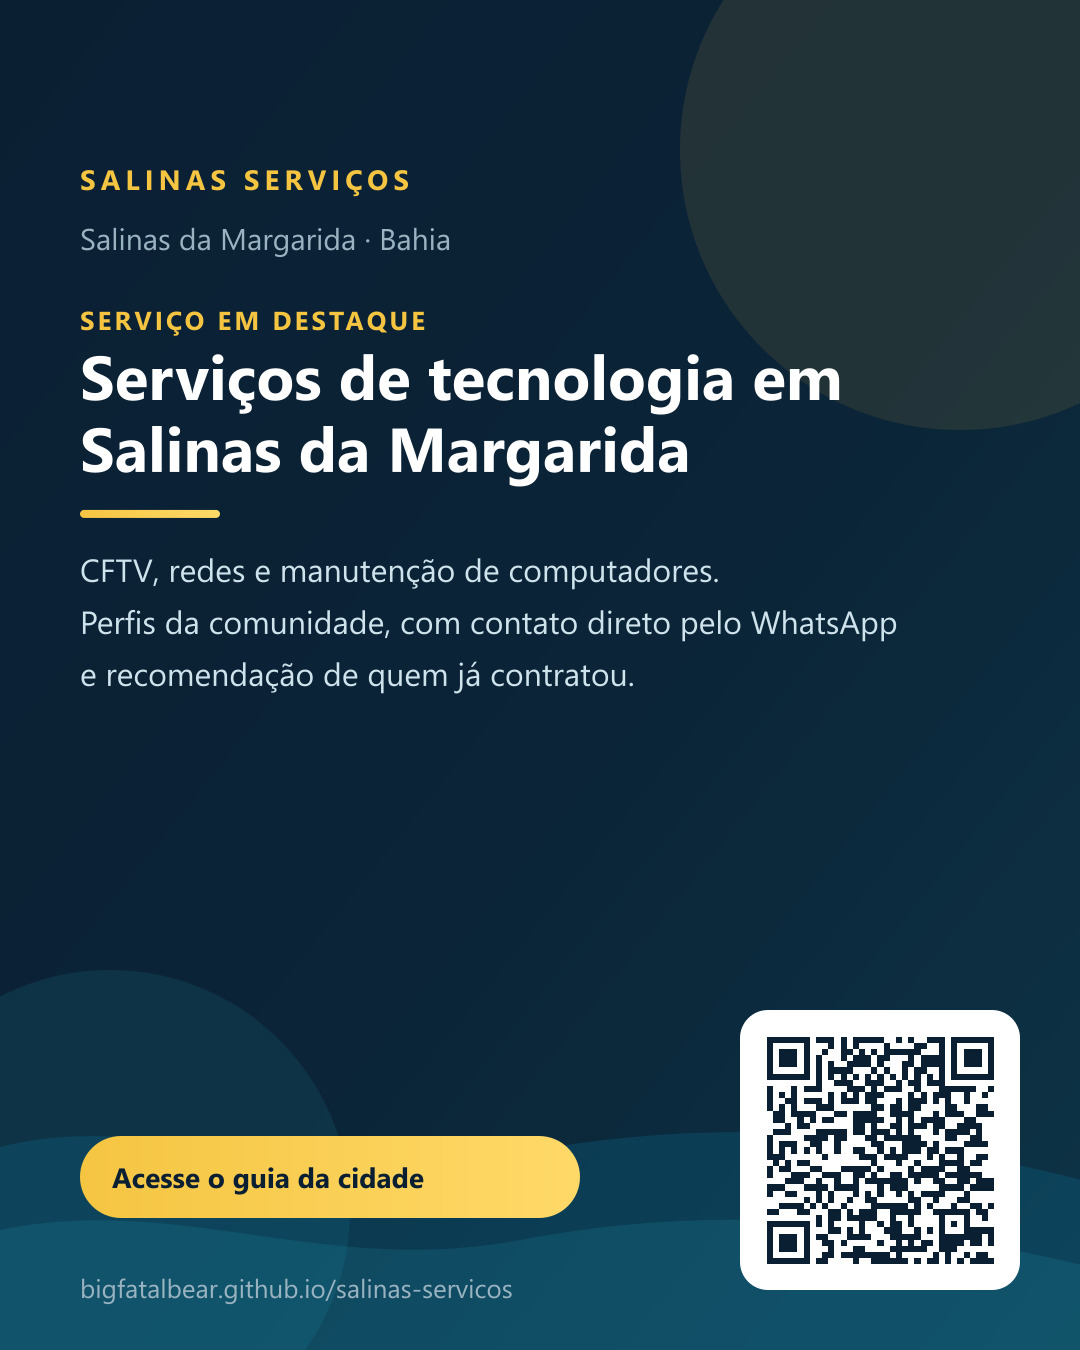 SALINAS SERVIÇOS
Salinas da Margarida · Bahia
SERVIÇO EM DESTAQUE
Serviços de tecnologia em
Salinas da Margarida
CFTV, redes e manutenção de computadores.
Perfis da comunidade, com contato direto pelo WhatsApp
e recomendação de quem já contratou.
Acesse o guia da cidade
bigfatalbear.github.io/salinas-servicos